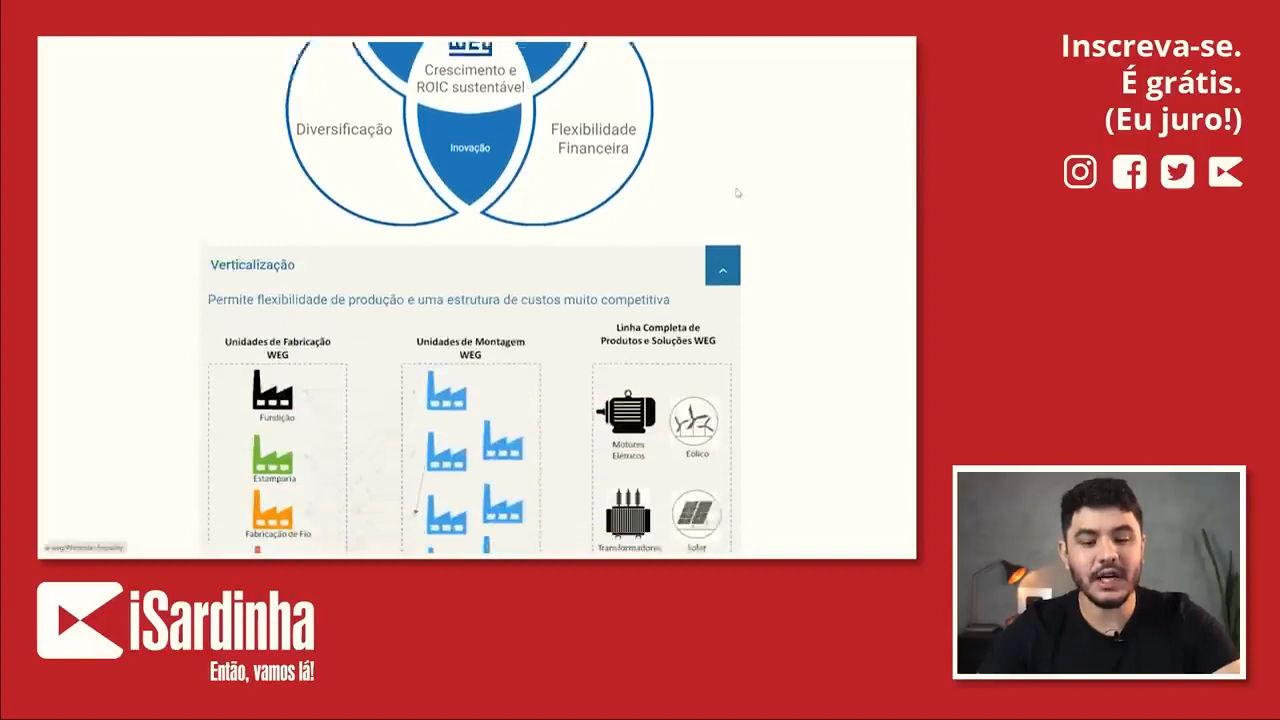 Inscreva-se.
É grátis.
(Eu juro!)
weg
Crescimento e
ROIC sustentável
Diversificação
Flexibilidade
Financeira
Inovação
Verticalização
Permite flexibilidade de produção e uma estrutura de custos muito competitiva
Unidades de Fabricação
WEG
Unidades de Montagem
WEG
Linha Completa de
Produtos e Soluções WEG
Fundição
Estamparia
Fabricação de Fio
Motores
Elétricos
Eólico
Transformadores
Solar
iSardinha
Então, vamos lá!